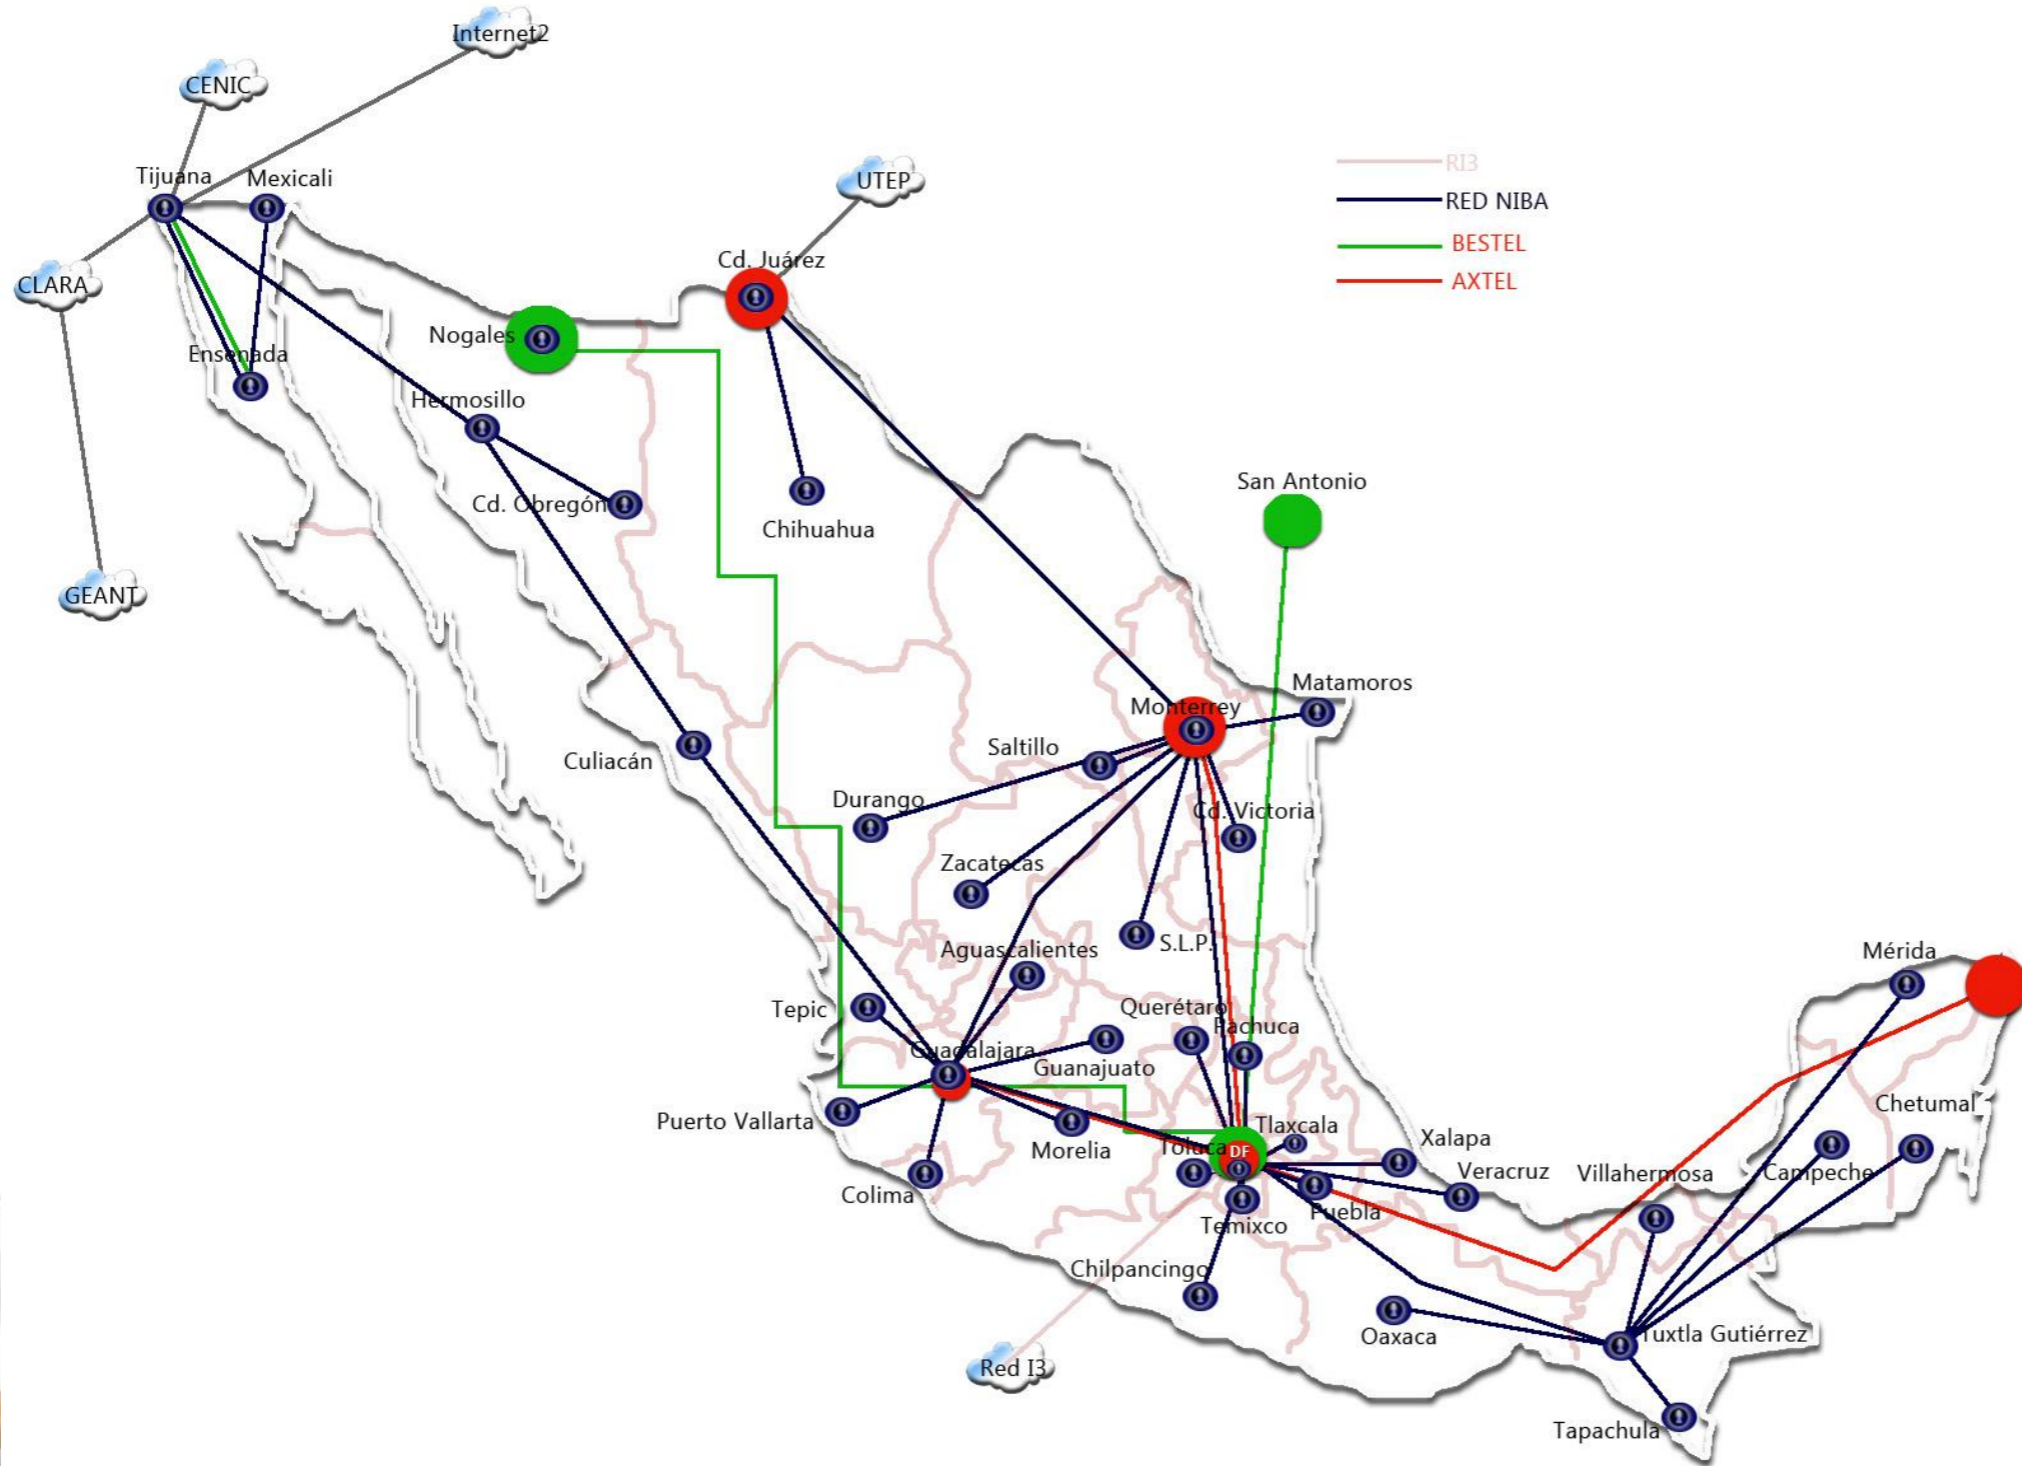 Internet2
CENIC
Tijuana
Mexicali
UTEP
RI3
RED NIBA
BESTEL
AXTEL
Cd. Juárez
CLARA
Nogales
Ensenada
Hermosillo
Cd. Obregón
Chihuahua
San Antonio
GEANT
Matamoros
Monterrey
Saltillo
Culiacán
Durango
Cd. Victoria
Zacatecas
S.L.P.
Aguascalientes
Mérida
Tepic
Querétaro
Pachuca
Guadalajara
Guanajuato
Chetumal
Puerto Vallarta
Morelia
Toluca
Tlaxcala
DF
Xalapa
Veracruz
Villahermosa
Campeche
Colima
Temixco
Puebla
Chilpancingo
Oaxaca
Tuxtla Gutiérrez
Red I3
Tapachula